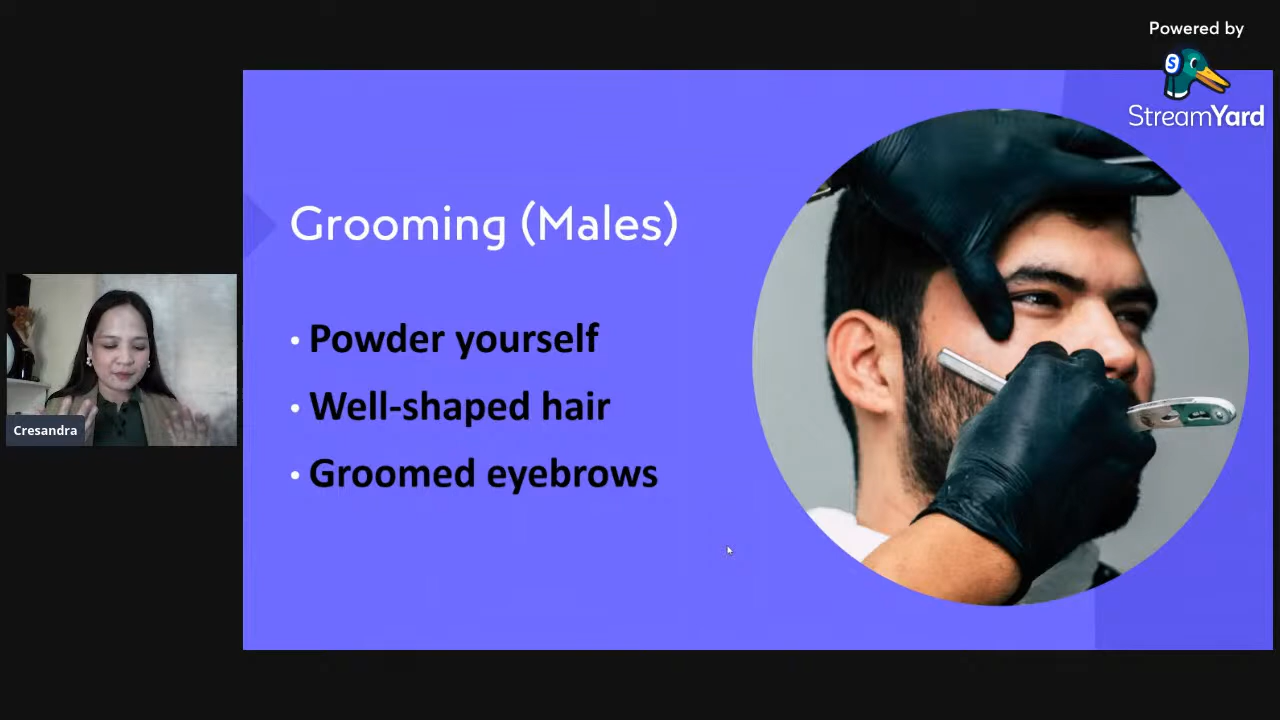 Powered by
S
StreamYard
Grooming (Males)
• Powder yourself
• Well-shaped hair
• Groomed eyebrows
Cresandra